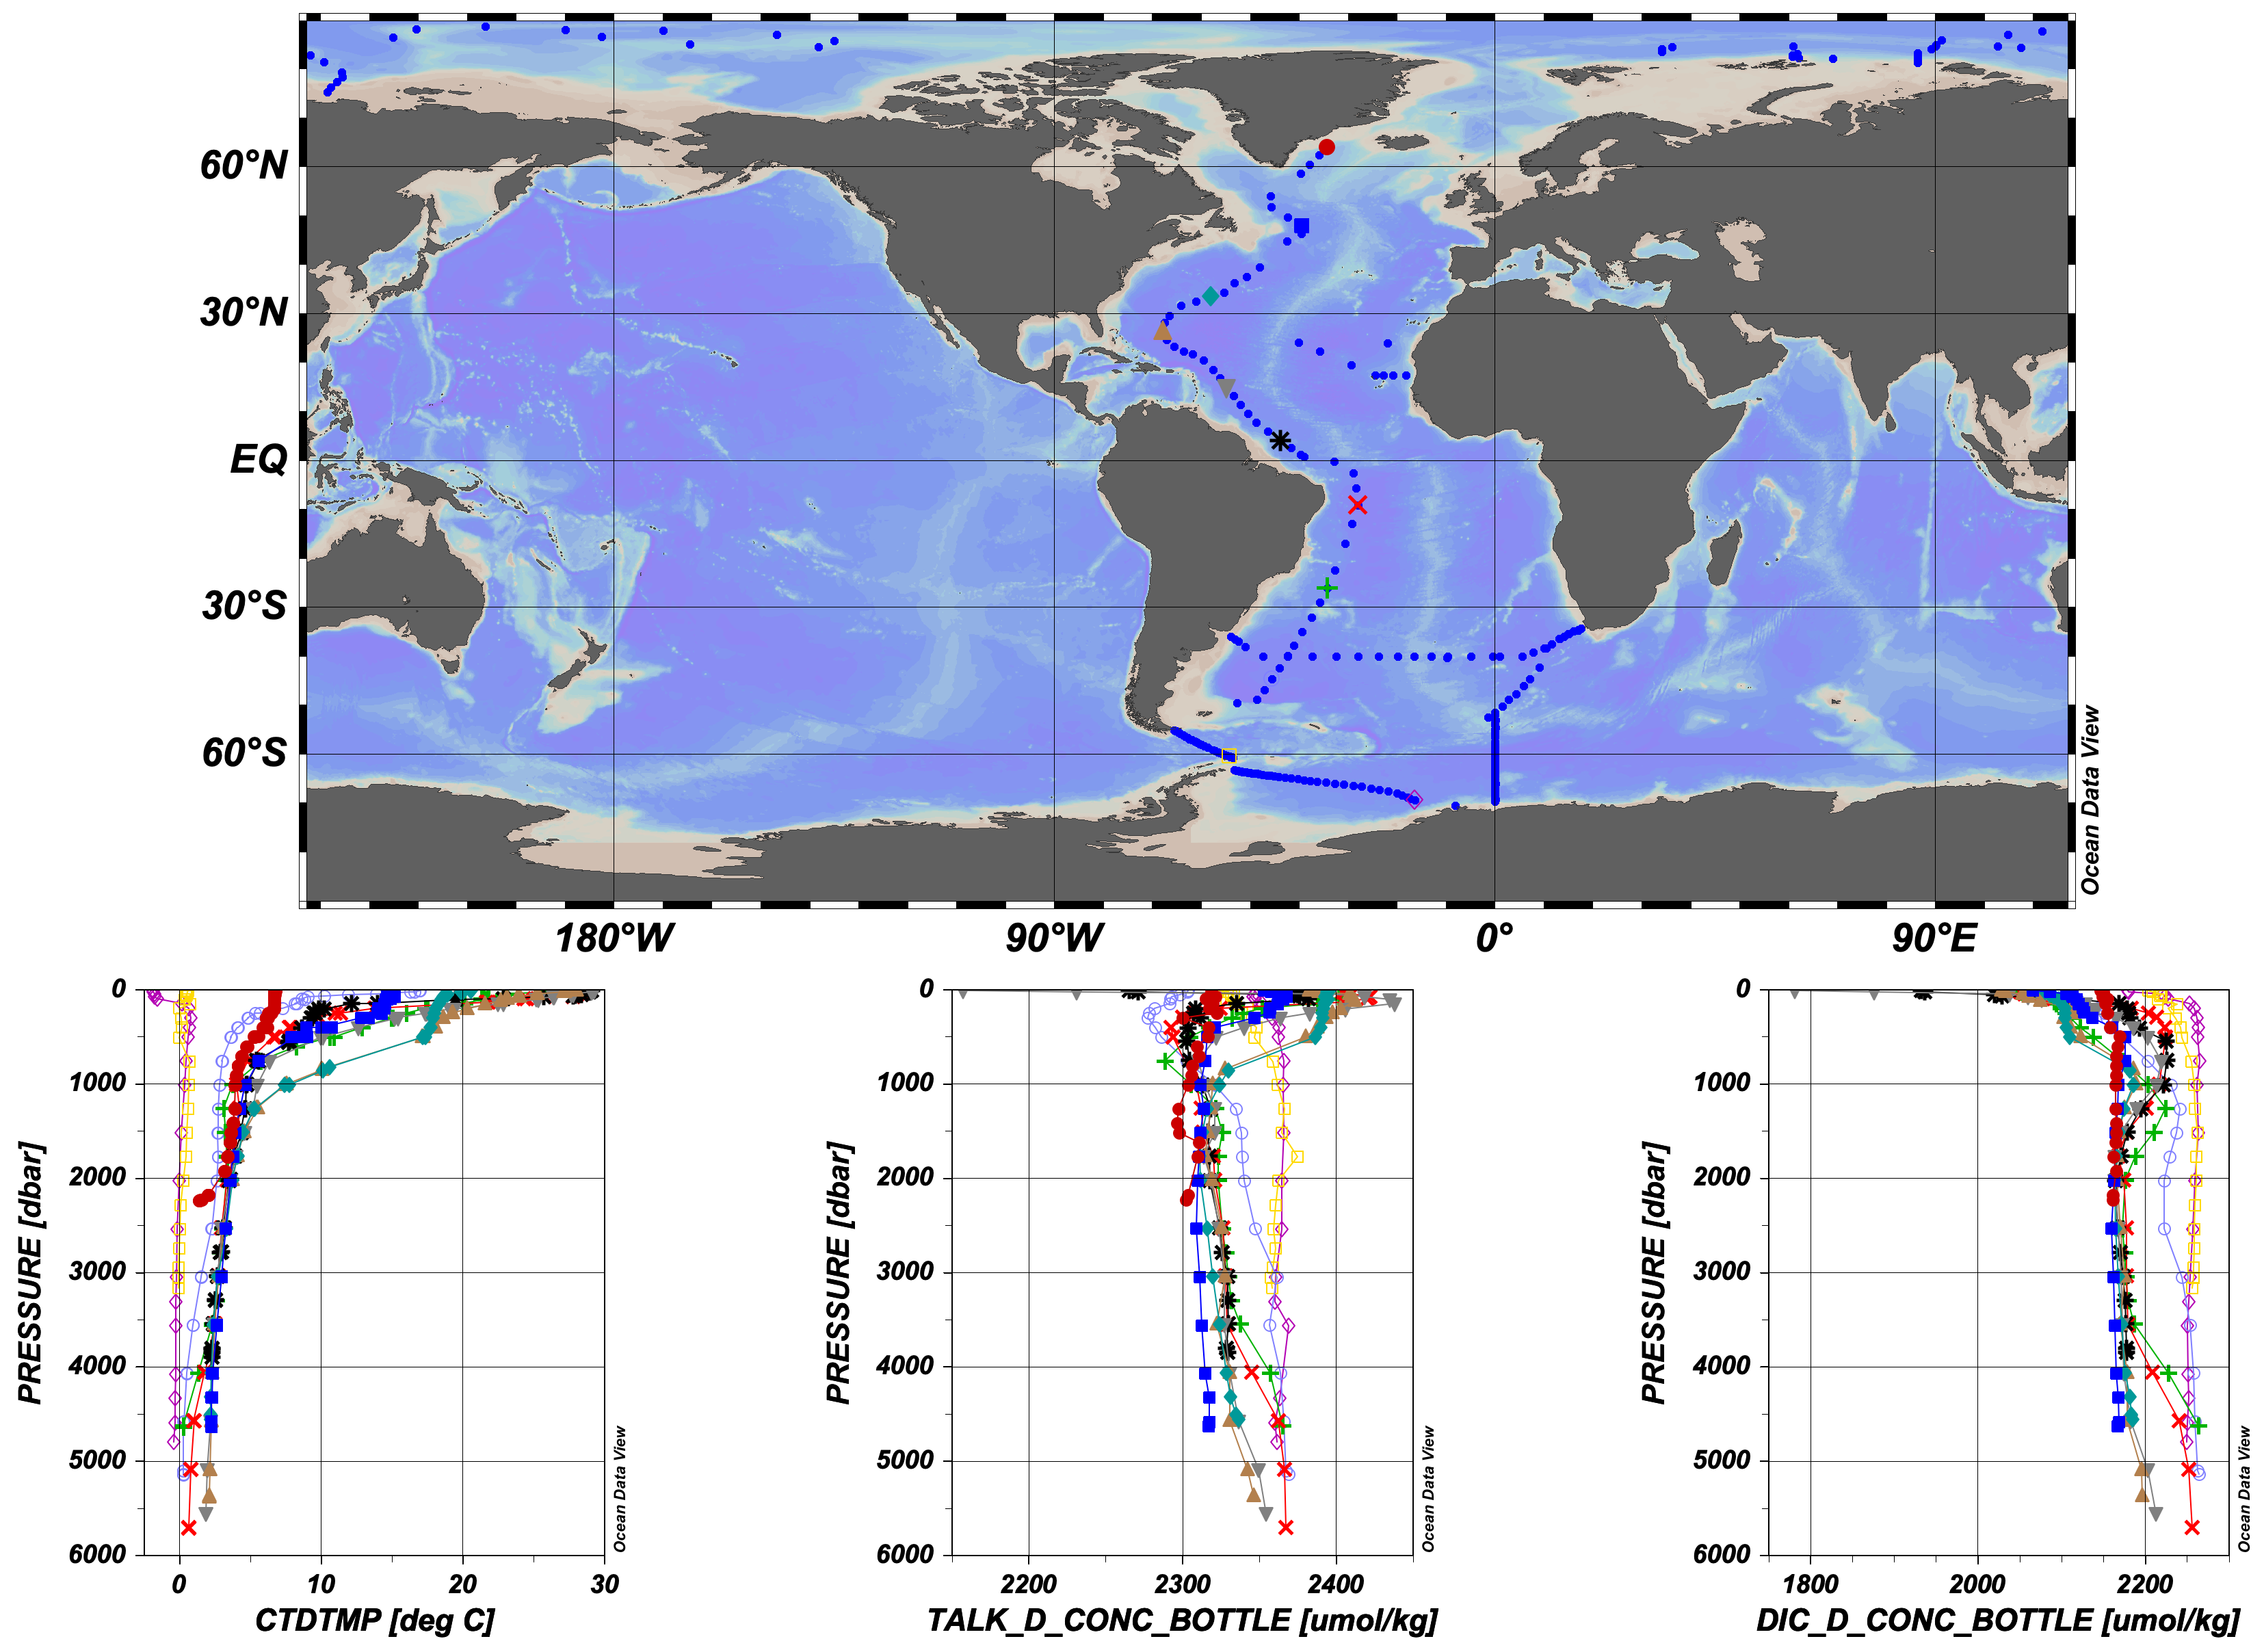 60°N
30°N
EQ
30°S
60°S
180°W 90°W 0° 90°E
Ocean Data View
PRESSURE [dbar]
0
1000
2000
3000
4000
5000
6000
0 10 20 30
CTDTMP [deg C]
Ocean Data View
PRESSURE [dbar]
0
1000
2000
3000
4000
5000
6000
2200 2300 2400
TALK_D_CONC_BOTTLE [umol/kg]
Ocean Data View
PRESSURE [dbar]
0
1000
2000
3000
4000
5000
6000
1800 2000 2200
DIC_D_CONC_BOTTLE [umol/kg]
Ocean Data View